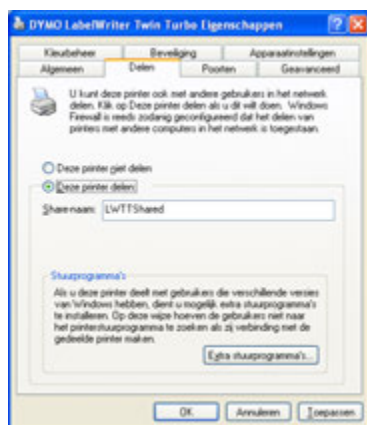 DYMO LabelWriter Twin Turbo Eigenschappen
Kleurbeheer Beveiliging Apparaatinstellingen
Algemeen Delen Poorten Geavanceerd
U kunt deze printer ook met andere gebruikers in het netwerk
delen. Klik op Deze printer delen als u dit wilt doen. Windows
Firewall is reeds zodanig geconfigureerd dat het delen van
printers met andere computers in het netwerk is toegestaan.
Deze printer niet delen
Deze printer delen:
Sharenaam: LWTTShared
Stuurprogramma's
Als u deze printer deelt met gebruikers die verschillende versies
van Windows hebben, dient u mogelijk extra stuurprogramma's
te installeren. Op deze wijze hoeven de gebruikers niet naar
het printerstuurprogramma te zoeken als zij verbinding met de
gedeelde printer maken.
Extra stuurprogramma's...
OK Annuleren Toepassen